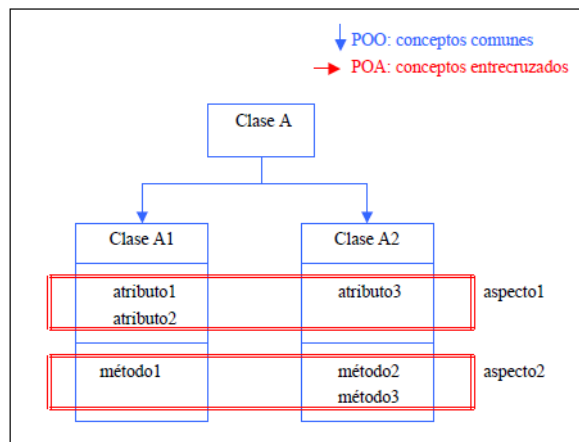 POO: conceptos comunes
POA: conceptos entrecruzados
Clase A
Clase A1
Clase A2
atributo1
atributo3
aspecto1
atributo2
método1
método2
aspecto2
método3